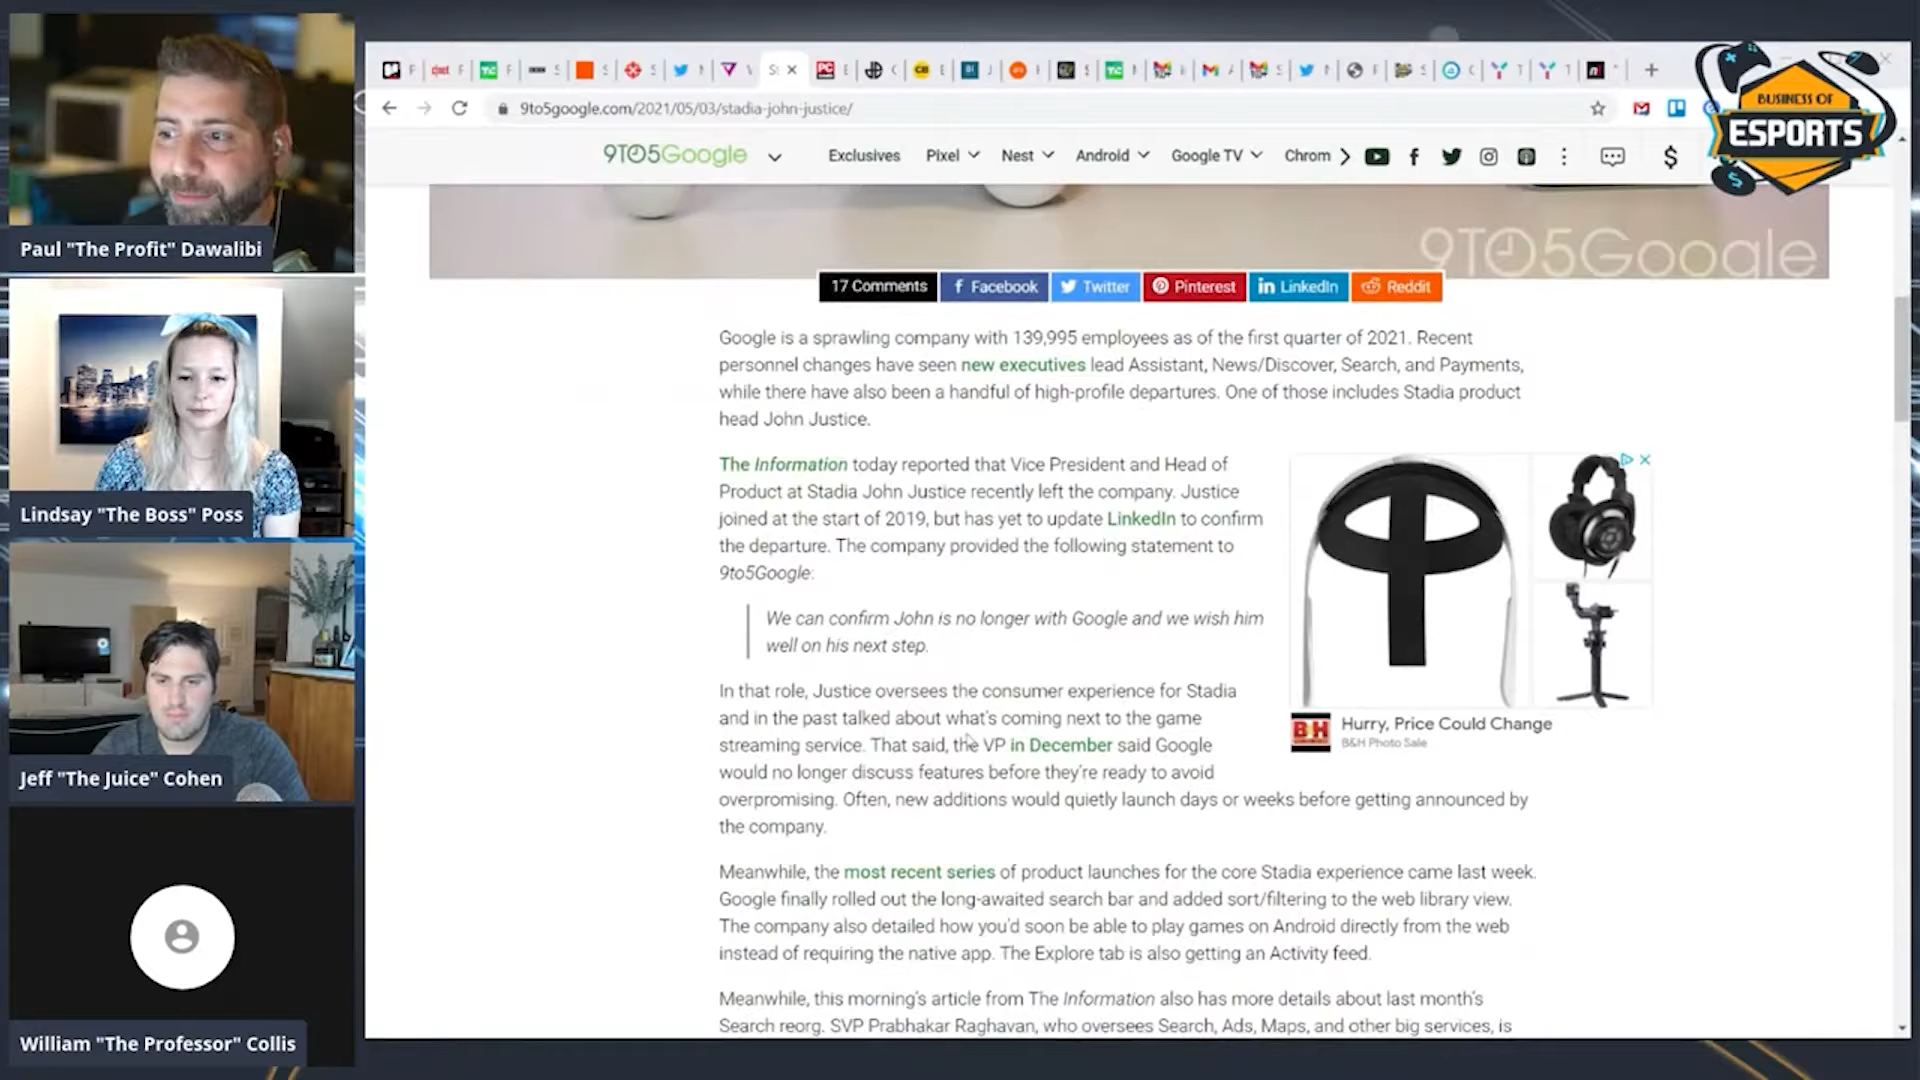 Paul "The Profit" Dawalibi
Lindsay "The Boss" Poss
Jeff "The Juice" Cohen
William "The Professor" Collis
9to5google.com/2021/05/03/stadia-john-justice/
BUSINESS OF
ESPORTS
9TO5Google
Exclusives Pixel Nest Android Google TV Chrom
9TO5Google
17 Comments Facebook Twitter Pinterest LinkedIn Reddit
Google is a sprawling company with 139,995 employees as of the first quarter of 2021. Recent
personnel changes have seen new executives lead Assistant, News/Discover, Search, and Payments,
while there have also been a handful of high-profile departures. One of those includes Stadia product
head John Justice.
The Information today reported that Vice President and Head of
Product at Stadia John Justice recently left the company. Justice
joined at the start of 2019, but has yet to update LinkedIn to confirm
the departure. The company provided the following statement to
9to5Google:
We can confirm John is no longer with Google and we wish him
well on his next step.
In that role, Justice oversees the consumer experience for Stadia
and in the past talked about what's coming next to the game
streaming service. That said, the VP in December said Google
would no longer discuss features before they're ready to avoid
overpromising. Often, new additions would quietly launch days or weeks before getting announced by
the company.
B&H
Hurry, Price Could Change
B&H Photo Sale
Meanwhile, the most recent series of product launches for the core Stadia experience came last week.
Google finally rolled out the long-awaited search bar and added sort/filtering to the web library view.
The company also detailed how you'd soon be able to play games on Android directly from the web
instead of requiring the native app. The Explore tab is also getting an Activity feed.
Meanwhile, this morning's article from The Information also has more details about last month's
Search reorg. SVP Prabhakar Raghavan, who oversees Search, Ads, Maps, and other big services, is